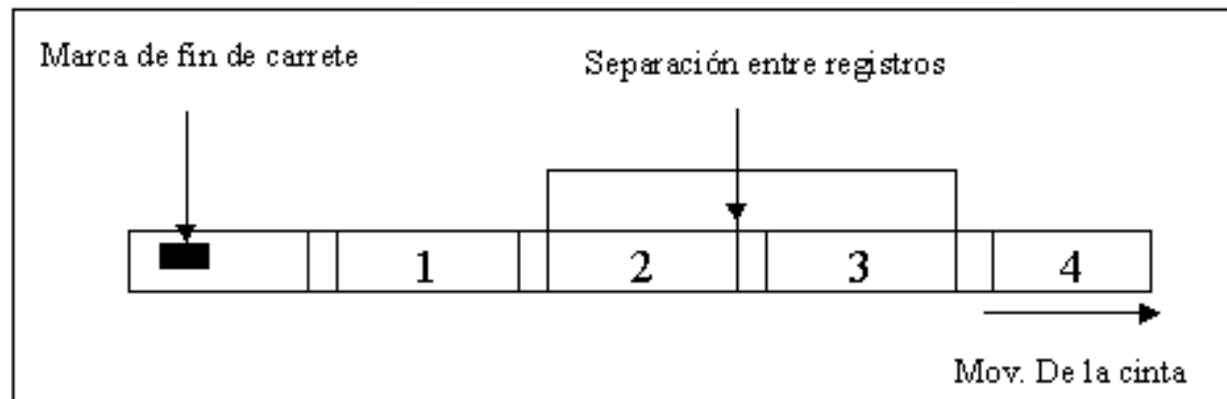 Marca de fin de carrete
Separación entre registros
1
2
3
4
Mov. De la cinta